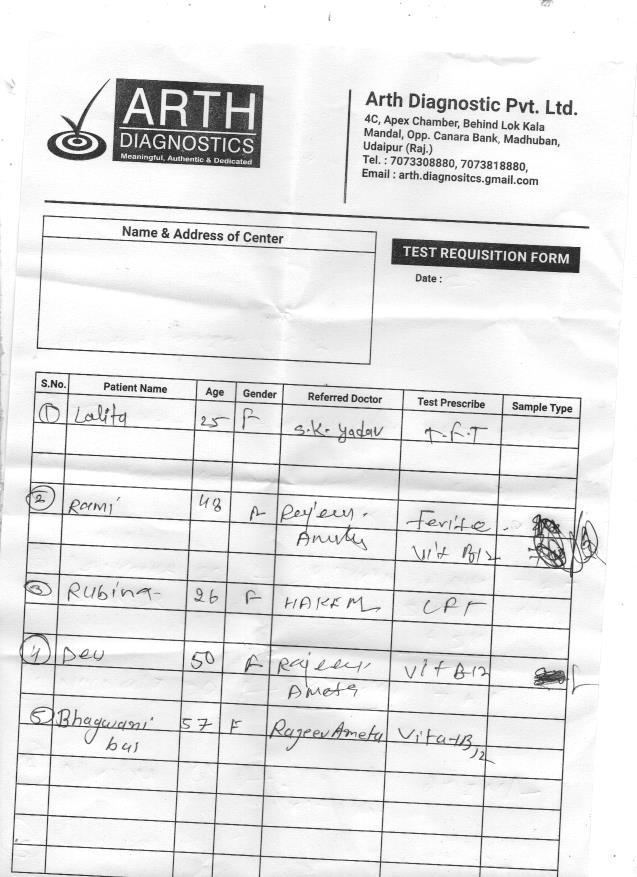 ARTH
DIAGNOSTICS
Meaningful, Authentic & Dedicated
Arth Diagnostic Pvt. Ltd.
4C, Apex Chamber, Behind Lok Kala
Mandal, Opp. Canara Bank, Madhuban,
Udaipur (Raj.)
Tel. : 7073308880, 7073818880,
Email : arth.diagnositcs.gmail.com
Name & Address of Center
TEST REQUISITION FORM
Date :
S.No. Patient Name Age Gender Referred Doctor Test Prescribe Sample Type
1 Lalita 25 F S.K. Yadav T.F.T
2 Rami 48
Vit B12
3 Rubina 26 F HAKEM
4 Dev 50 F Rajeev Vit B12
Ameta
5 Bhagwani 57 F Rajeev Ameta Vita-B12
bai